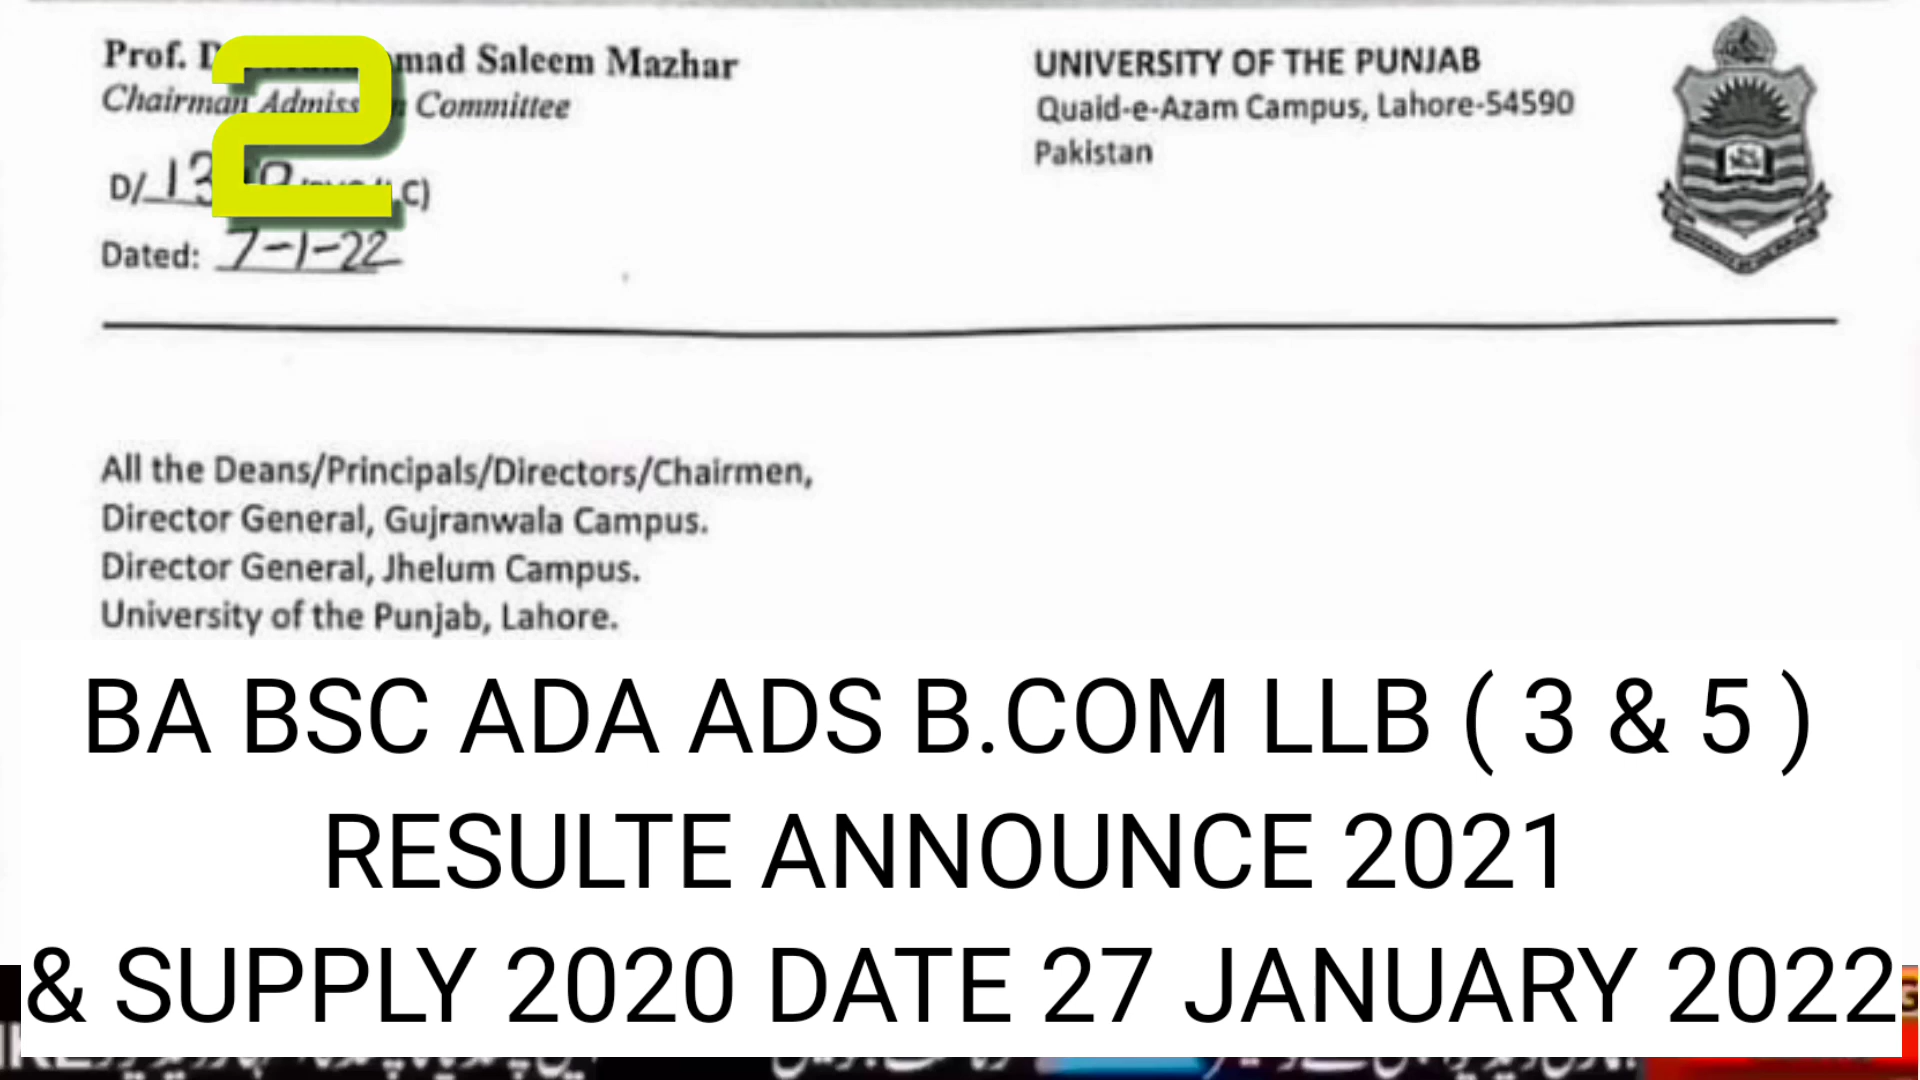 Prof. D mad Saleem Mazhar
Chairman Admiss Committee
D/ 13 C)
Dated: 7-1-22
UNIVERSITY OF THE PUNJAB
Quaid-e-Azam Campus, Lahore-54590
Pakistan
2
All the Deans/Principals/Directors/Chairmen,
Director General, Gujranwala Campus.
Director General, Jhelum Campus.
University of the Punjab, Lahore.
BA BSC ADA ADS B.COM LLB ( 3 & 5 )
RESULTE ANNOUNCE 2021
& SUPPLY 2020 DATE 27 JANUARY 2022